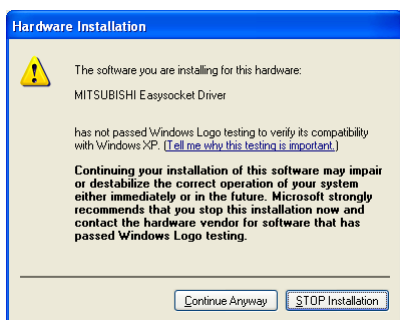 Hardware Installation
The software you are installing for this hardware:
MITSUBISHI Easysocket Driver
has not passed Windows Logo testing to verify its compatibility
with Windows XP. (Tell me why this testing is important.)
Continuing your installation of this software may impair
or destabilize the correct operation of your system
either immediately or in the future. Microsoft strongly
recommends that you stop this installation now and
contact the hardware vendor for software that has
passed Windows Logo testing.
Continue Anyway
STOP Installation